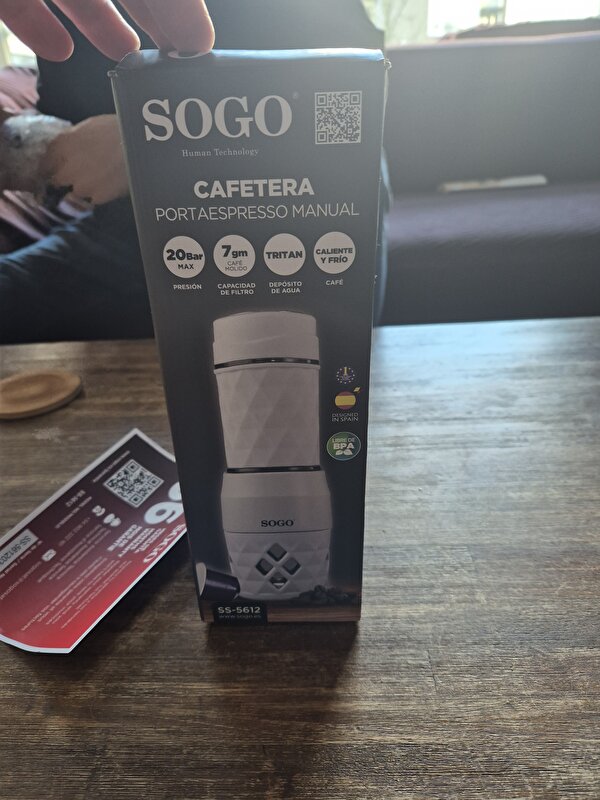 SOGO
Human Technology
CAFETERA
PORTAESPRESSO MANUAL
20Bar
MAX
PRESIÓN
7gm
CAFÉ
MOLIDO
CAPACIDAD
DE FILTRO
TRITAN
DEPÓSITO
DE AGUA
CALIENTE
Y FRÍO
CAFÉ
DESIGNED
IN SPAIN
LIBRE DE
BPA
SOGO
SS-5612
www.sogo.es
SOGO